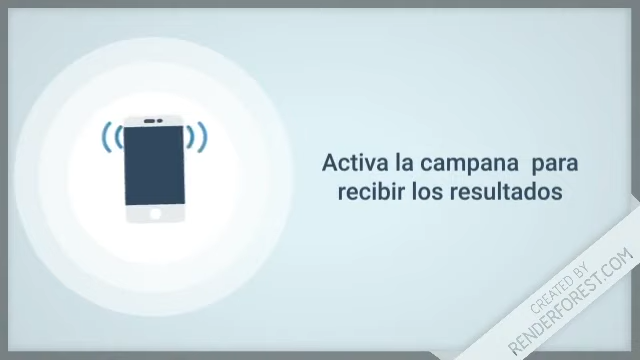 Activa la campana  para
recibir los resultados
CREATED BY
RENDERFOREST.COM